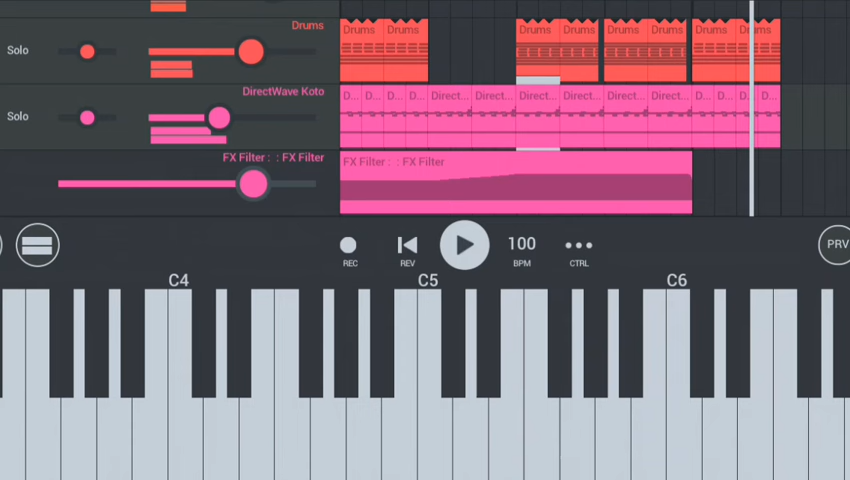 Drums
Drums Drums Drums Drums Drums Drums Drums Drums
Solo
DirectWave Koto
D... D... D... D... Direct... Direct... Direct... Direct... Direct... Direct... D... D... D... D...
Solo
FX Filter : : FX Filter
FX Filter : : FX Filter
100
PRV
REC REV BPM CTRL
C4 C5 C6